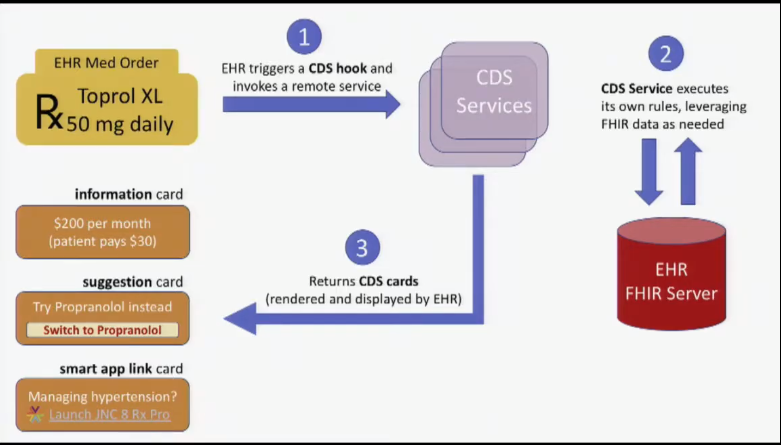 EHR Med Order
Rx Toprol XL
50 mg daily
1
EHR triggers a CDS hook and
invokes a remote service
CDS
Services
2
CDS Service executes
its own rules, leveraging
FHIR data as needed
EHR
FHIR Server
3
Returns CDS cards
(rendered and displayed by EHR)
information card
$200 per month
(patient pays $30)
suggestion card
Try Propranolol instead
Switch to Propranolol
smart app link card
Managing hypertension?
Launch JNC 8 Rx Pro